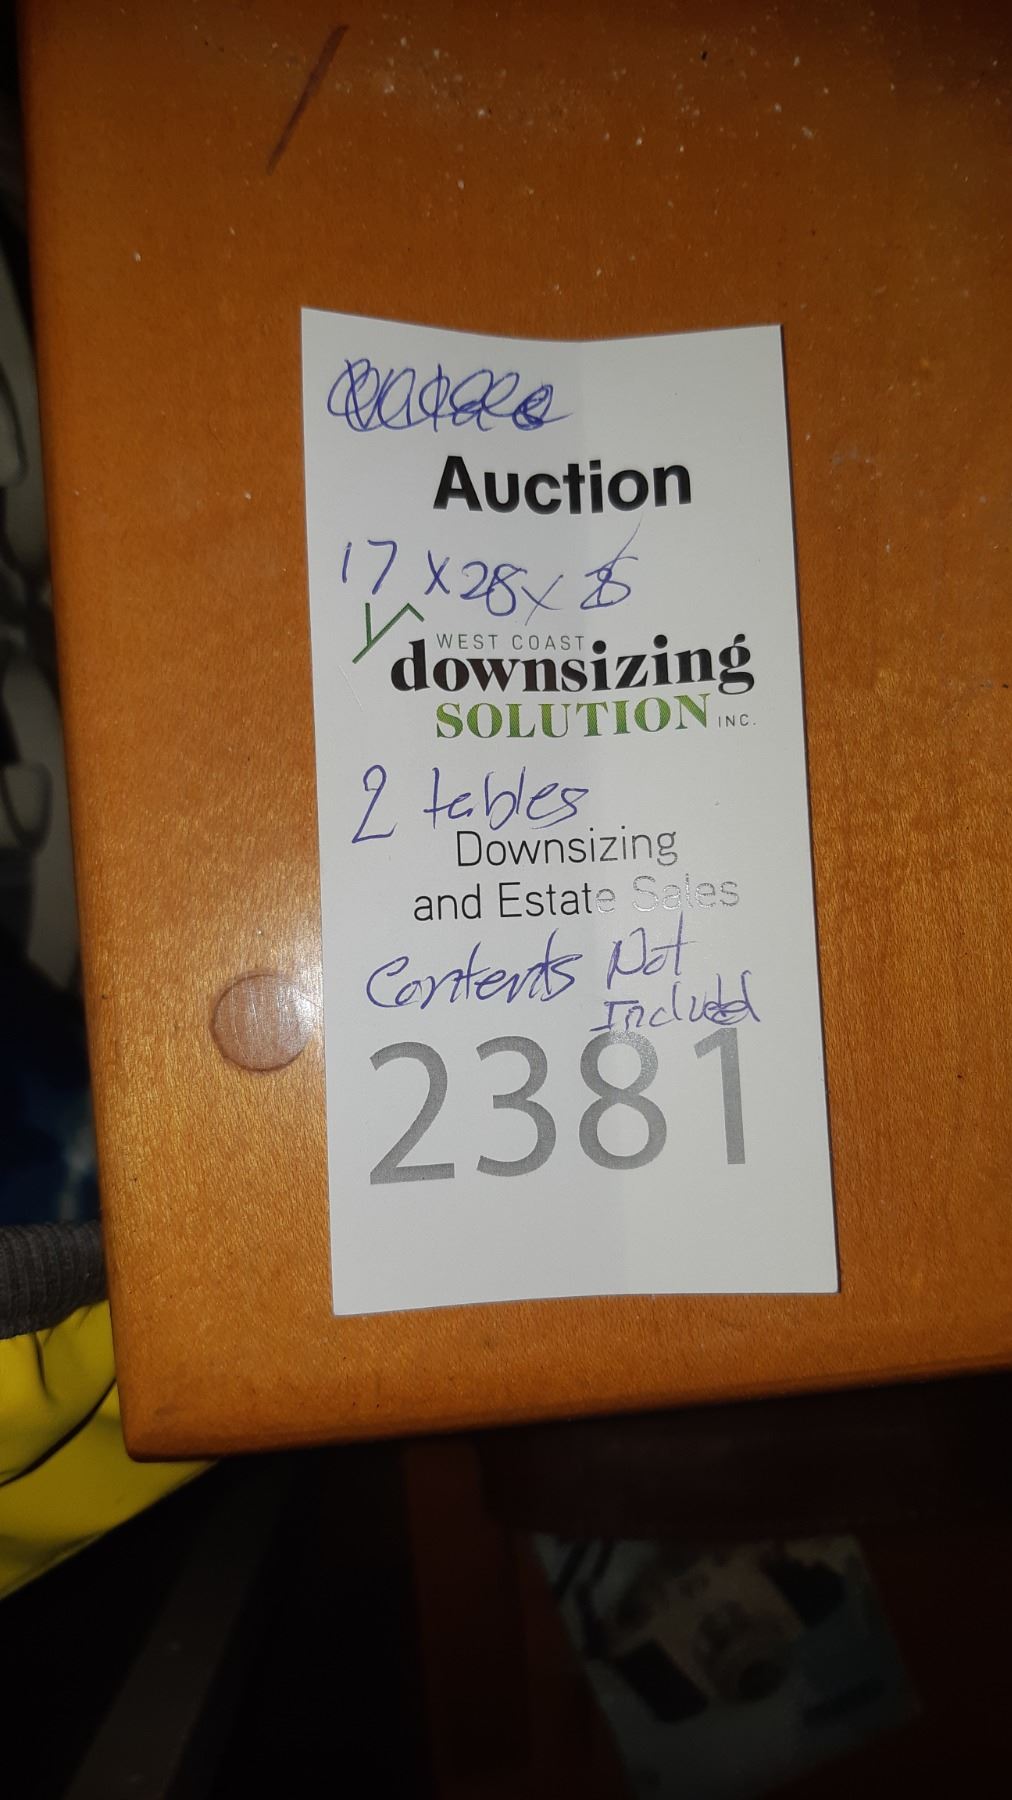 Auction
17 x 28 x
WEST COAST
downsizing
SOLUTION INC.
2 tables
Downsizing
and Estate Sales
Contents Not
Included
2381